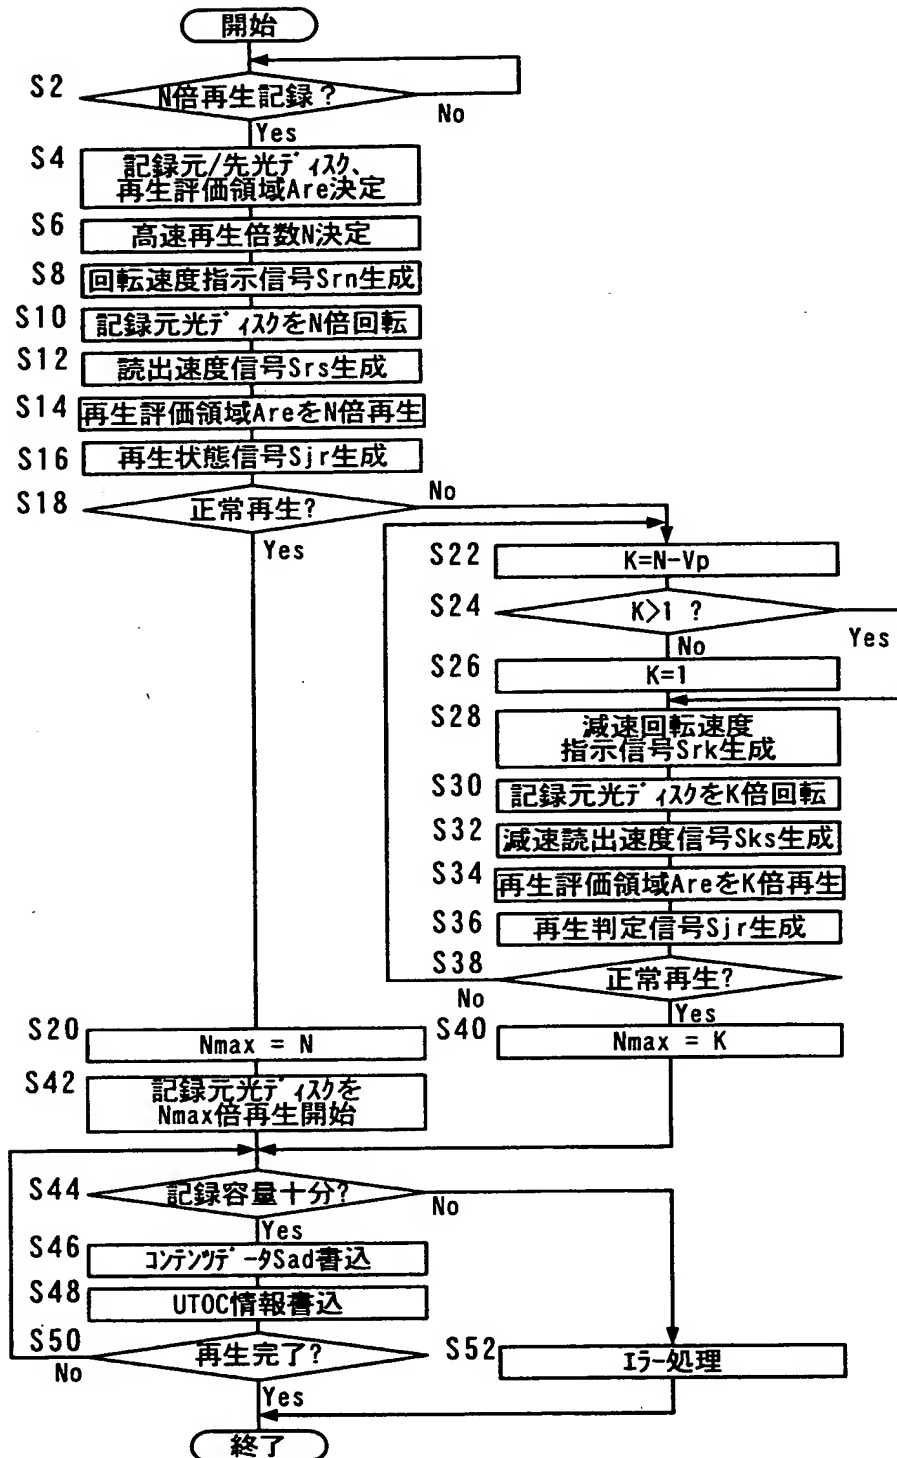 開始
S2
N倍再生記録?
No
Yes
S4
記録元/先光ディスク、
再生評価領域Are決定
S6
高速再生倍数N決定
S8
回転速度指示信号Srn生成
S10
記録元光ディスクをN倍回転
S12
読出速度信号Srs生成
S14
再生評価領域AreをN倍再生
S16
再生状態信号Sjr生成
S18
正常再生?
No
Yes
S22
K=N-Vp
S24
K>1 ?
Yes
No
S26
K=1
S28
減速回転速度
指示信号Srk生成
S30
記録元光ディスクをK倍回転
S32
減速読出速度信号Sks生成
S34
再生評価領域AreをK倍再生
S36
再生判定信号Sjr生成
S38
正常再生?
No
Yes
S20
Nmax = N
S40
Nmax = K
S42
記録元光ディスクを
Nmax倍再生開始
S44
記録容量十分?
No
Yes
S46
コンテンツデータSad書込
S48
UTOC情報書込
S50
再生完了?
No
S52
エラー処理
Yes
終了